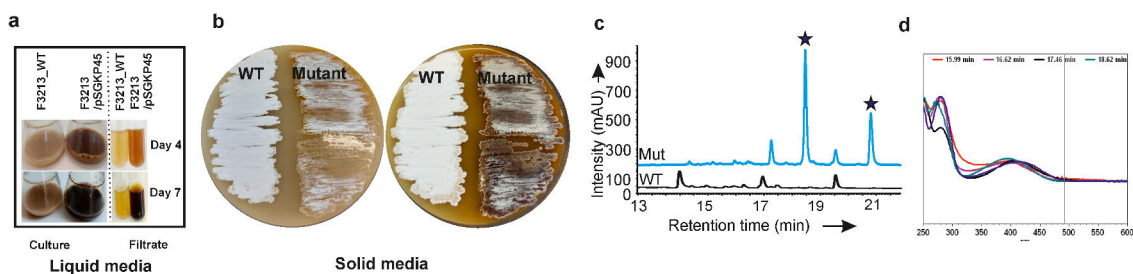 a
F3213_WT
F3213
/pSGKP45
F3213_WT
F3213
/pSGKP45
Day 4
Day 7
Culture
Filtrate
Liquid media
b
WT
Mutant
WT
Mutant
Solid media
c
Intensity (mAU)
900
700
500
300
100
0
Mut
WT
13
15
17
19
21
Retention time (min)
d
15.99 min
16.62 min
17.46 min
18.62 min
250
300
350
400
450
500
550
600